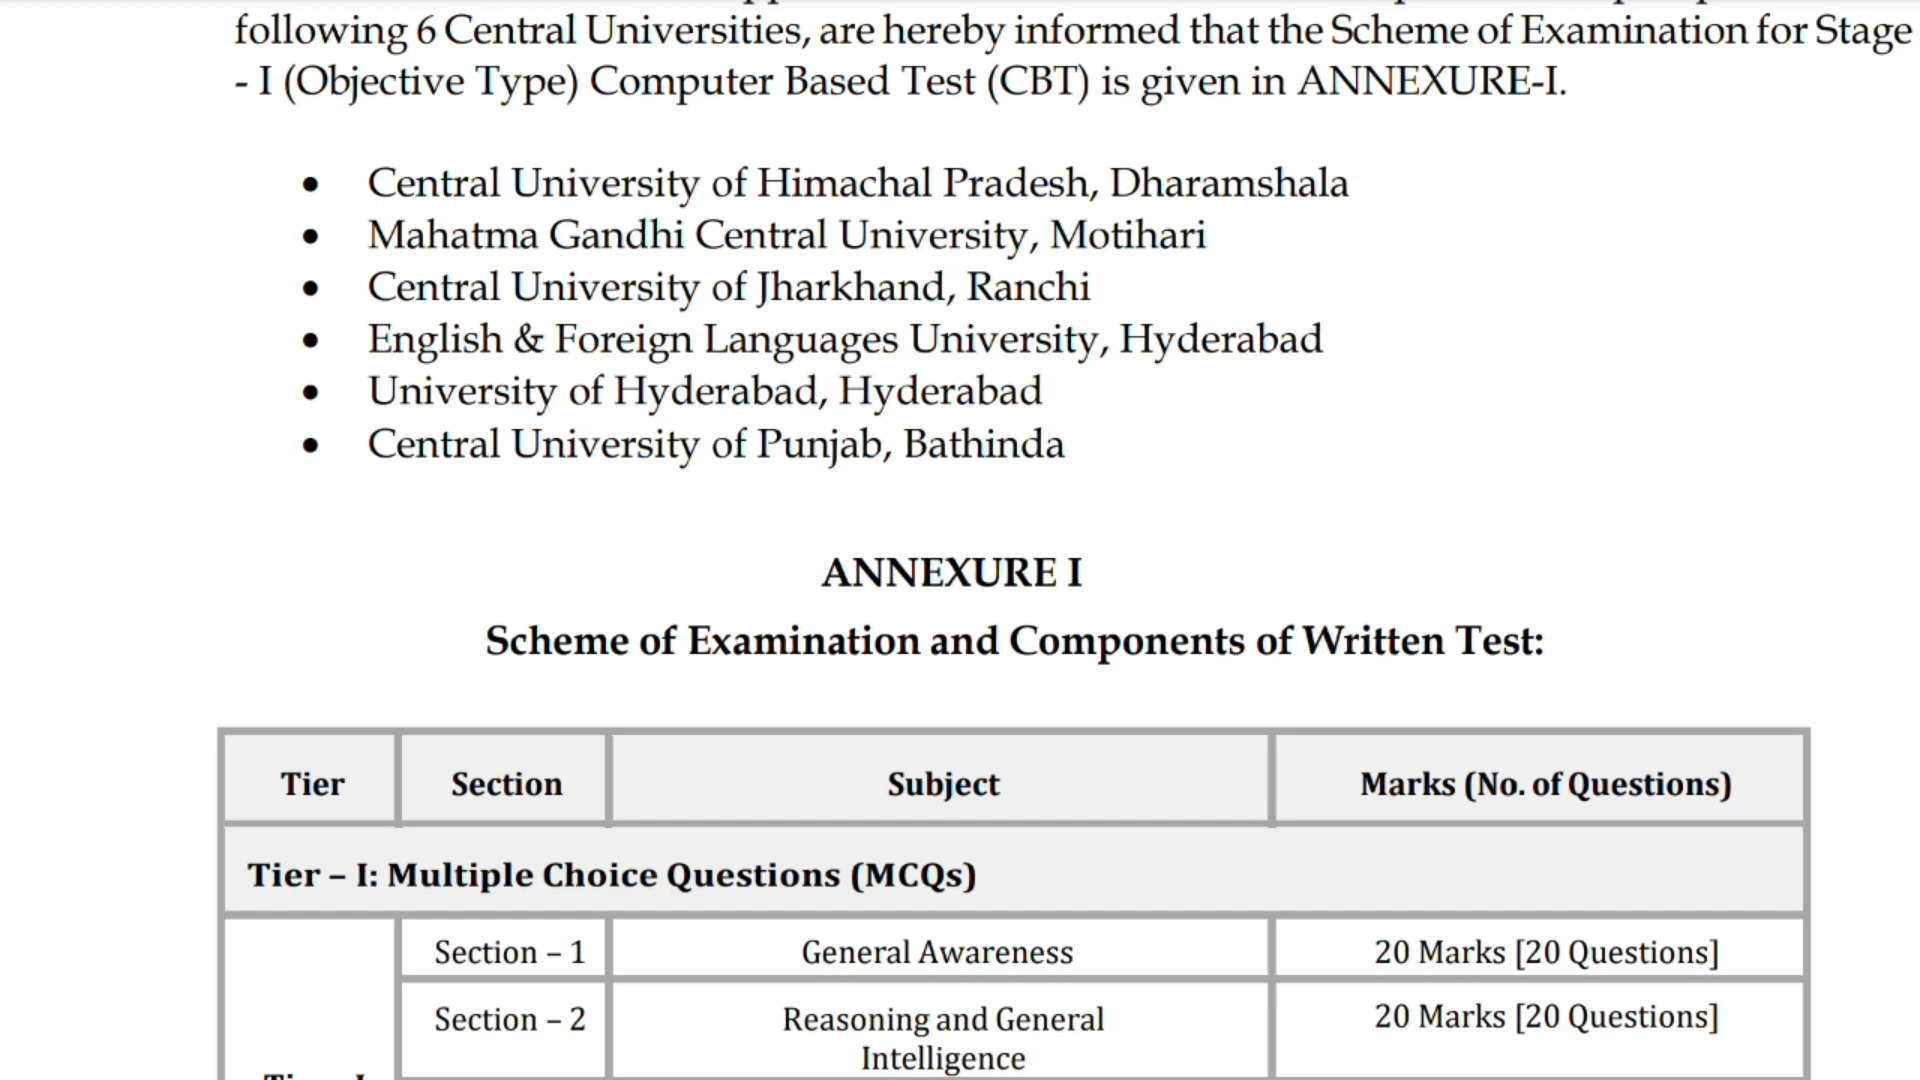 following 6 Central Universities, are hereby informed that the Scheme of Examination for Stage
- I (Objective Type) Computer Based Test (CBT) is given in ANNEXURE-I.
• Central University of Himachal Pradesh, Dharamshala
• Mahatma Gandhi Central University, Motihari
• Central University of Jharkhand, Ranchi
• English & Foreign Languages University, Hyderabad
• University of Hyderabad, Hyderabad
• Central University of Punjab, Bathinda
ANNEXURE I
Scheme of Examination and Components of Written Test:
Tier Section Subject Marks (No. of Questions)
Tier – I: Multiple Choice Questions (MCQs)
Section – 1 General Awareness 20 Marks [20 Questions]
Section – 2 Reasoning and General Intelligence 20 Marks [20 Questions]